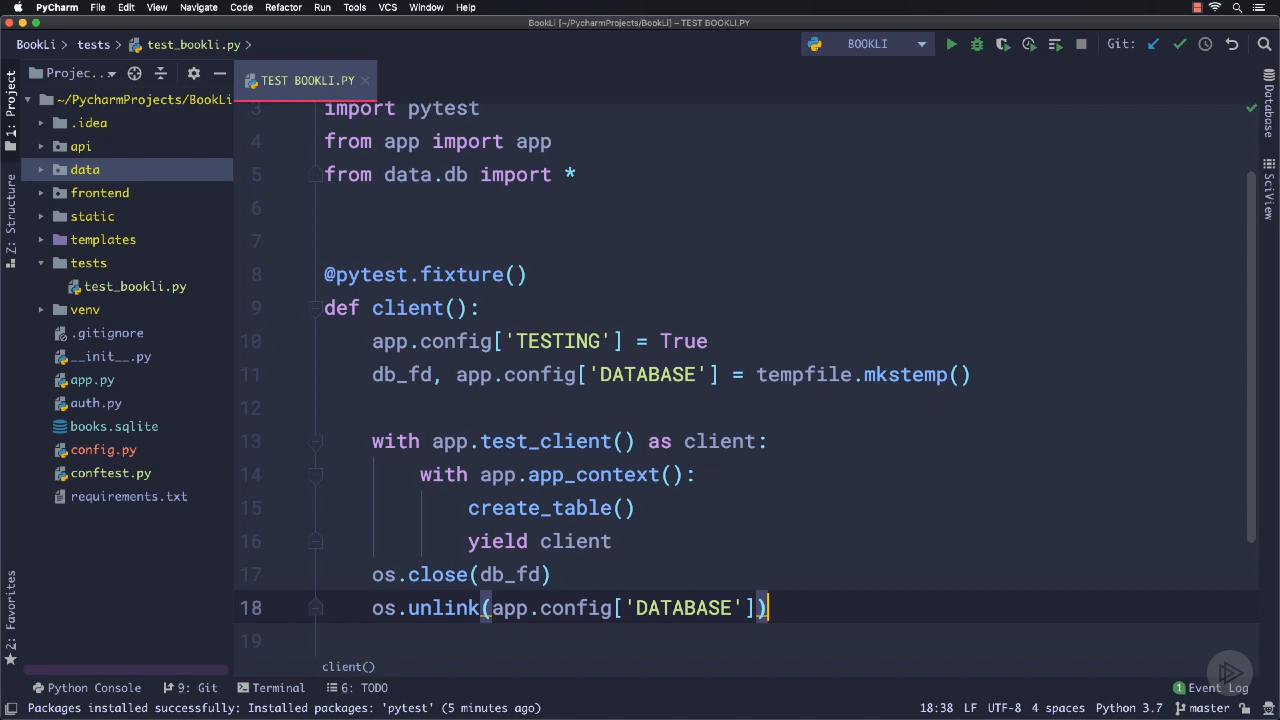 PyCharm File Edit View Navigate Code Refactor Run Tools VCS Window Help
BookLi [~/PycharmProjects/BookLi] – TEST BOOKLI.PY
BookLi tests test_bookli.py BOOKLI Git:
Projec... TEST BOOKLI.PY
1: Project
Z: Structure
2: Favorites
~/PycharmProjects/BookLi
.idea
api
data
frontend
static
templates
tests
test_bookli.py
venv
.gitignore
__init__.py
app.py
auth.py
books.sqlite
config.py
conftest.py
requirements.txt
3 import pytest
4 from app import app
5 from data.db import *
6
7
8 @pytest.fixture()
9 def client():
10 app.config['TESTING'] = True
11 db_fd, app.config['DATABASE'] = tempfile.mkstemp()
12
13 with app.test_client() as client:
14 with app.app_context():
15 create_table()
16 yield client
17 os.close(db_fd)
18 os.unlink(app.config['DATABASE'])
19
client()
Database
SciView
Python Console 9: Git Terminal 6: TODO 1 Event Log
Packages installed successfully: Installed packages: 'pytest' (5 minutes ago) 18:38 LF UTF-8 4 spaces Python 3.7 master